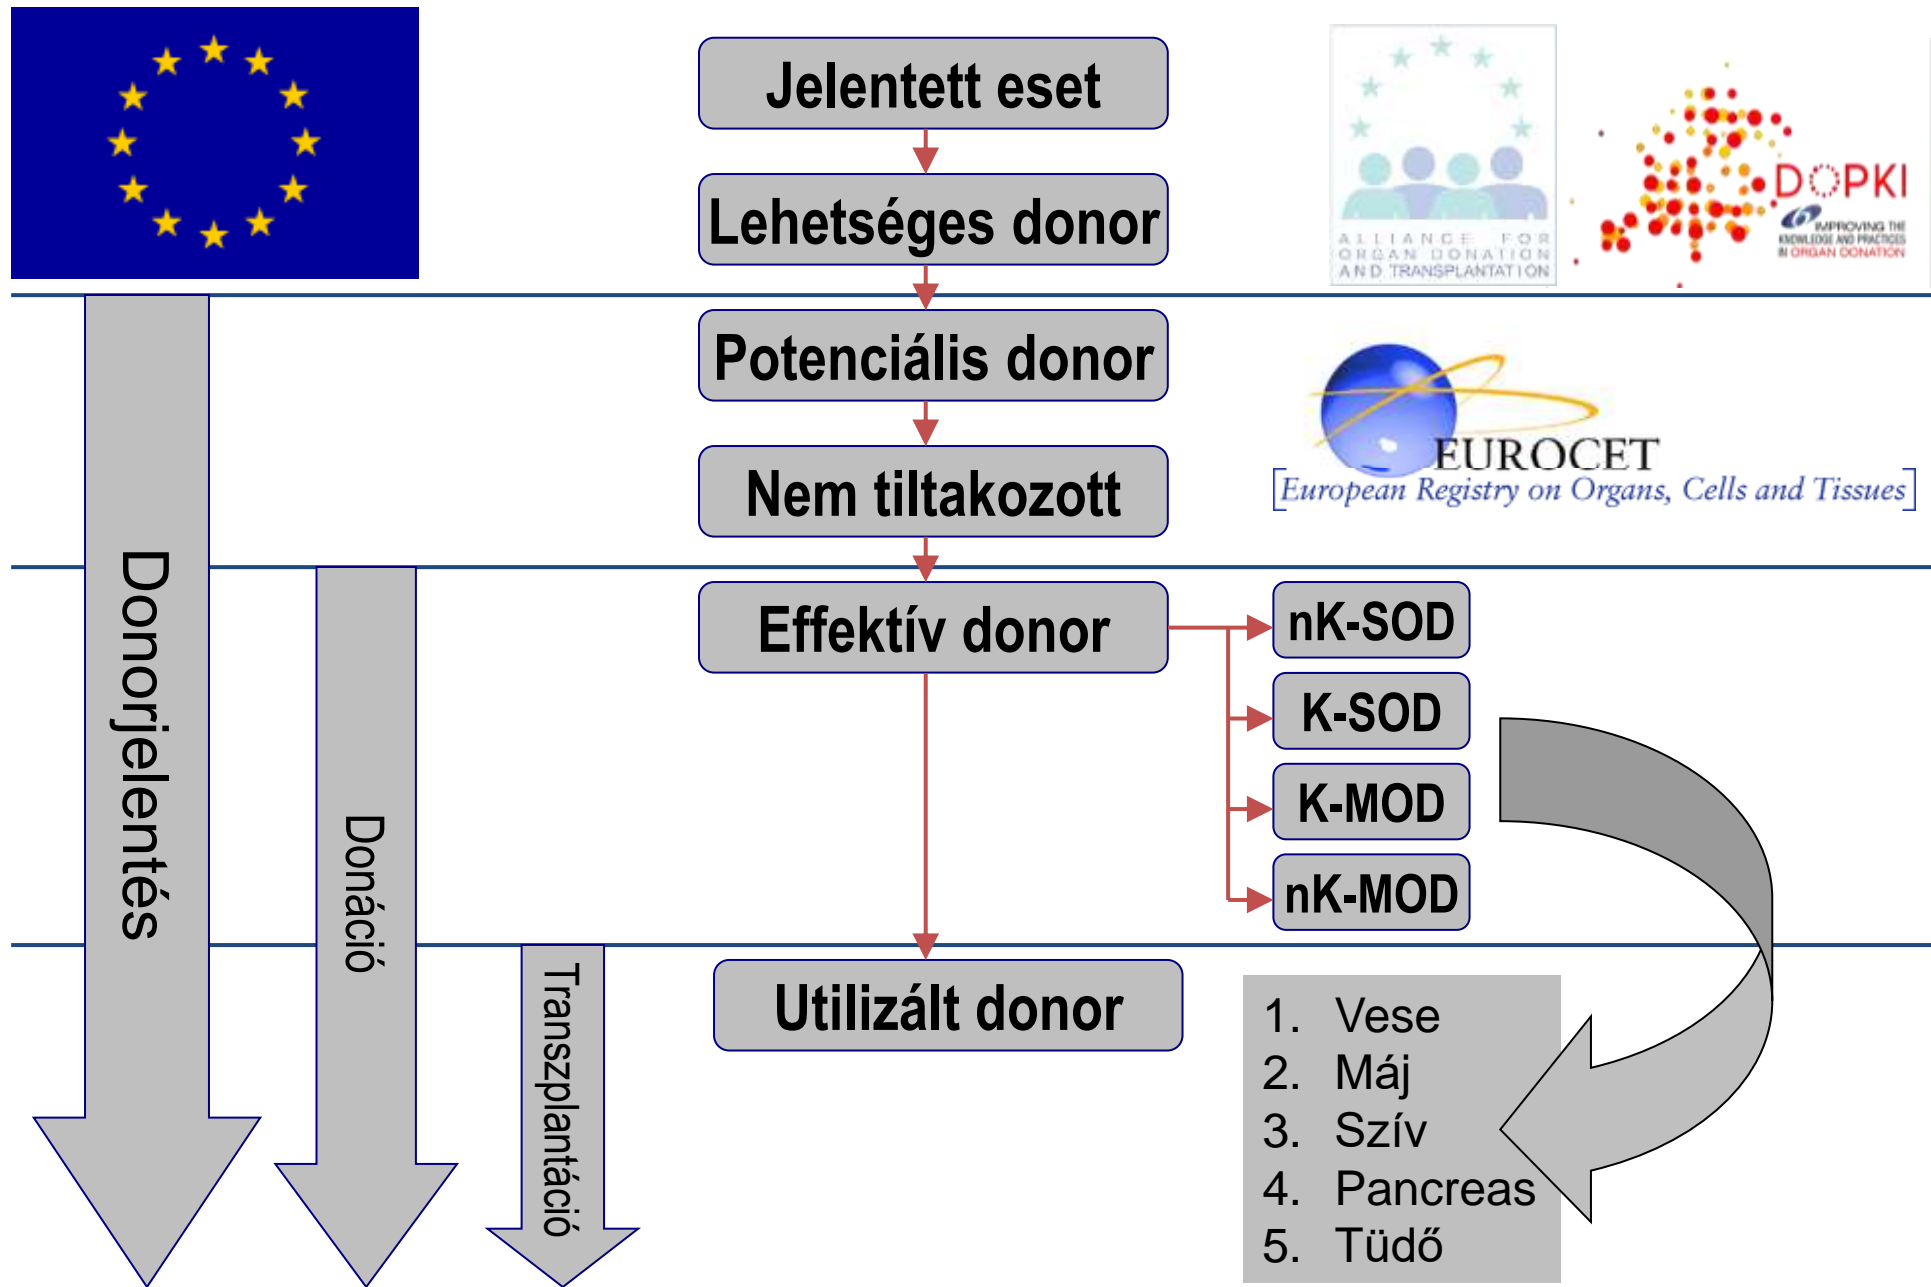 Jelentett eset
Lehetséges donor
ALLIANCE FOR
ORGAN DONATION
AND TRANSPLANTATION
DOPKI
IMPROVING THE
KNOWLEDGE AND PRACTICES
IN ORGAN DONATION
Potenciális donor
Nem tiltakozott
EUROCET
[European Registry on Organs, Cells and Tissues]
Effektív donor
nK-SOD
K-SOD
K-MOD
nK-MOD
Utilizált donor
Donorjelentés
Donáció
Transzplantáció
1. Vese
2. Máj
3. Szív
4. Pancreas
5. Tüdő